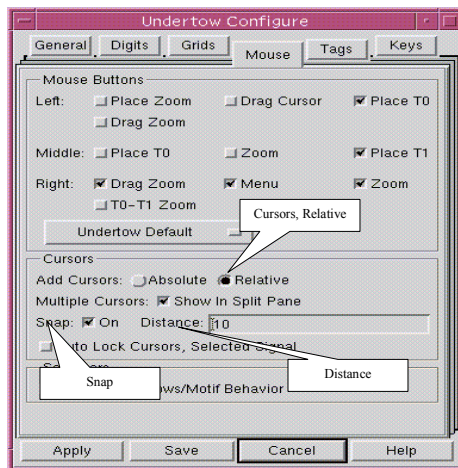 Undertow Configure
General Digits Grids Mouse Tags Keys
Mouse Buttons
Left: Place Zoom Drag Cursor Place T0
Drag Zoom
Middle: Place T0 Zoom Place T1
Right: Drag Zoom Menu Zoom
T0-T1 Zoom
Cursors, Relative
Undertow Default
Cursors
Add Cursors: Absolute Relative
Multiple Cursors: Show In Split Pane
Snap: On Distance: 10
Lock Cursors, Selected Signal
Snap
Distance
Behavior
Apply Save Cancel Help